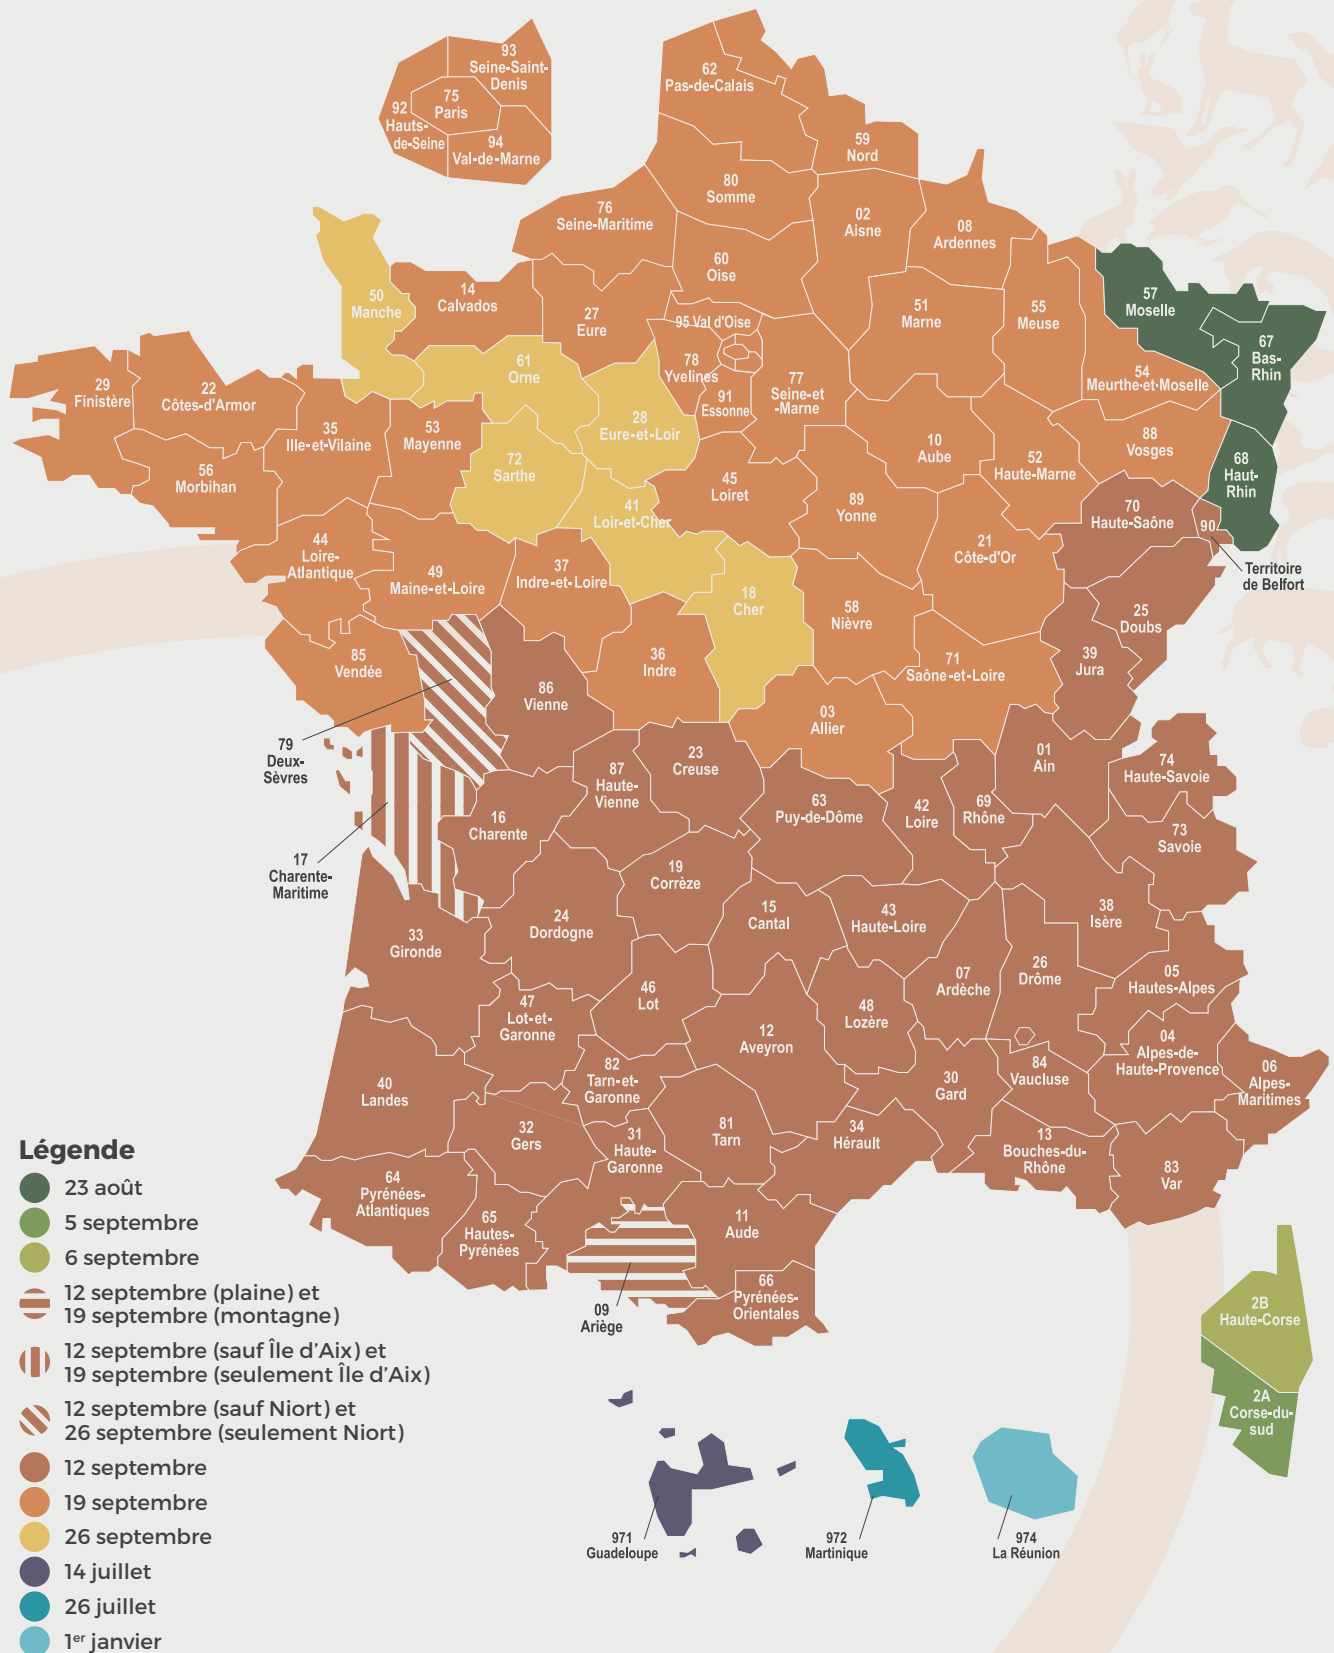 93
Seine-Saint-
Denis
75
Paris
92
Hauts-
de-Seine
94
Val-de-Marne
62
Pas-de-Calais
59
Nord
80
Somme
76
Seine-Maritime
02
Aisne
08
Ardennes
60
Oise
50
Manche
14
Calvados
27
Eure
95 Val d'Oise
51
Marne
55
Meuse
57
Moselle
67
Bas-
Rhin
61
Orne
78
Yvelines
77
Seine-et
-Marne
91
Essonne
54
Meurthe-et-Moselle
29
Finistère
22
Côtes-d'Armor
35
Ille-et-Vilaine
53
Mayenne
28
Eure-et-Loir
10
Aube
52
Haute-Marne
88
Vosges
68
Haut-
Rhin
56
Morbihan
72
Sarthe
45
Loiret
41
Loir-et-Cher
89
Yonne
70
Haute-Saône
90
Territoire
de Belfort
44
Loire-
Atlantique
49
Maine-et-Loire
37
Indre-et-Loire
18
Cher
21
Côte-d'Or
58
Nièvre
25
Doubs
85
Vendée
36
Indre
71
Saône-et-Loire
39
Jura
86
Vienne
03
Allier
79
Deux-
Sèvres
87
Haute-
Vienne
23
Creuse
01
Ain
74
Haute-Savoie
63
Puy-de-Dôme
42
Loire
69
Rhône
16
Charente
73
Savoie
17
Charente-
Maritime
19
Corrèze
24
Dordogne
15
Cantal
43
Haute-Loire
38
Isère
33
Gironde
07
Ardèche
26
Drôme
05
Hautes-Alpes
47
Lot-et-
Garonne
46
Lot
48
Lozère
12
Aveyron
04
Alpes-de-
Haute-Provence
06
Alpes-
Maritimes
40
Landes
82
Tarn-et-
Garonne
30
Gard
84
Vaucluse
32
Gers
31
Haute-
Garonne
81
Tarn
34
Hérault
13
Bouches-du-
Rhône
83
Var
64
Pyrénées-
Atlantiques
65
Hautes-
Pyrénées
11
Aude
09
Ariège
66
Pyrénées-
Orientales
2B
Haute-Corse
2A
Corse-du-
sud
971
Guadeloupe
972
Martinique
974
La Réunion
Légende
23 août
5 septembre
6 septembre
12 septembre (plaine) et
19 septembre (montagne)
12 septembre (sauf Île d’Aix) et
19 septembre (seulement Île d’Aix)
12 septembre (sauf Niort) et
26 septembre (seulement Niort)
12 septembre
19 septembre
26 septembre
14 juillet
26 juillet
1er janvier